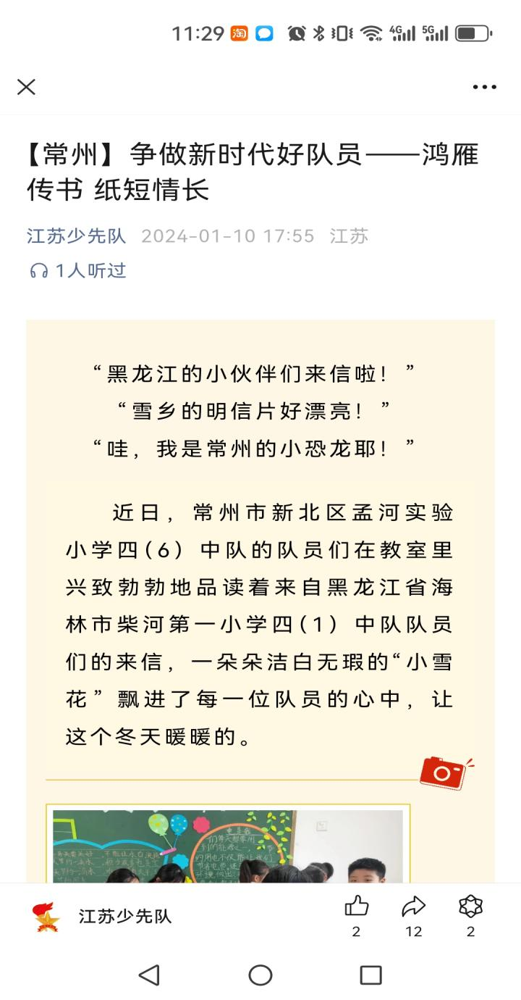 11:29 淘 4G 5G
【常州】争做新时代好队员——鸿雁
传书 纸短情长
江苏少先队 2024-01-10 17:55 江苏
1人听过
“黑龙江的小伙伴们来信啦！”
“雪乡的明信片好漂亮！”
“哇，我是常州的小恐龙耶！”
近日，常州市新北区孟河实验
小学四(6）中队的队员们在教室里
兴致勃勃地品读着来自黑龙江省海
林市柴河第一小学四(1）中队队员
们的来信，一朵朵洁白无瑕的“小雪
花”飘进了每一位队员的心中，让
这个冬天暖暖的。
江苏少先队
2 12 2